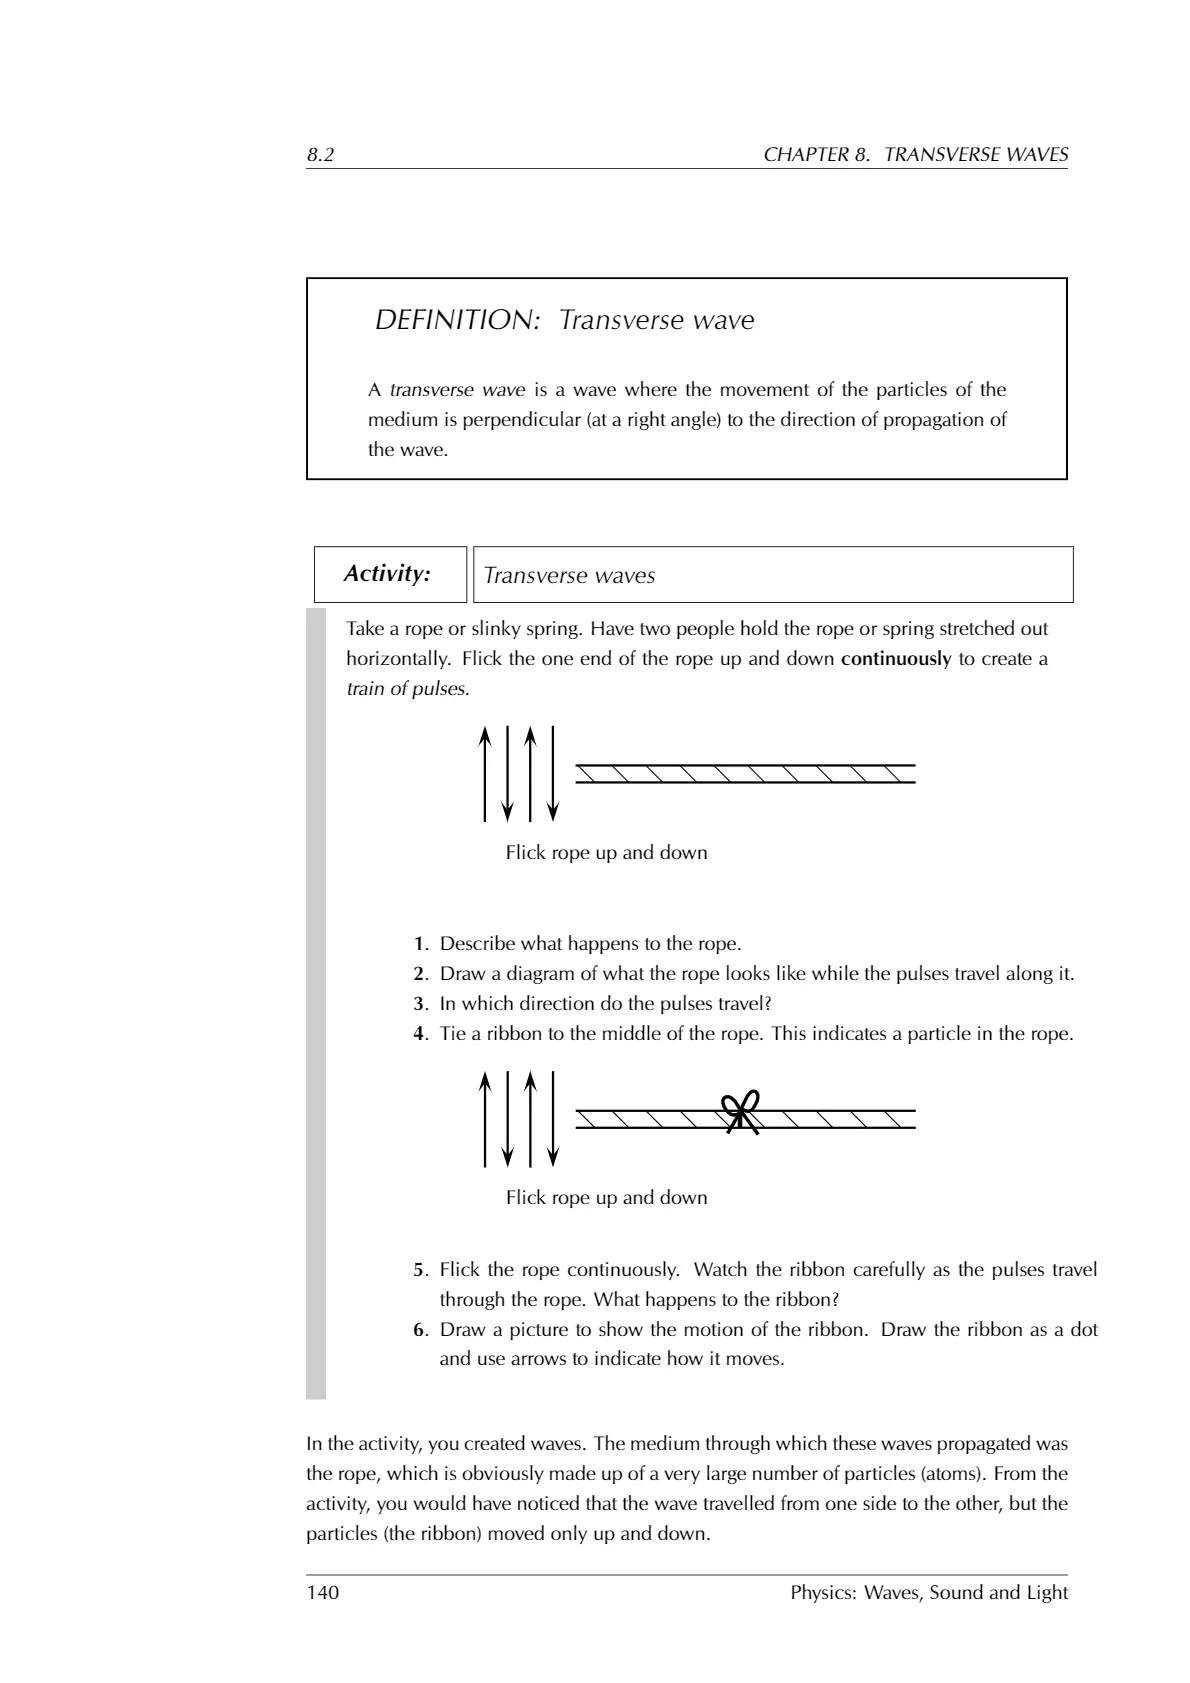 8.2 CHAPTER 8. TRANSVERSE WAVES
DEFINITION: Transverse wave
A transverse wave is a wave where the movement of the particles of the
medium is perpendicular (at a right angle) to the direction of propagation of
the wave.
Activity: Transverse waves
Take a rope or slinky spring. Have two people hold the rope or spring stretched out
horizontally. Flick the one end of the rope up and down continuously to create a
train of pulses.
Flick rope up and down
1. Describe what happens to the rope.
2. Draw a diagram of what the rope looks like while the pulses travel along it.
3. In which direction do the pulses travel?
4. Tie a ribbon to the middle of the rope. This indicates a particle in the rope.
Flick rope up and down
5. Flick the rope continuously. Watch the ribbon carefully as the pulses travel
through the rope. What happens to the ribbon?
6. Draw a picture to show the motion of the ribbon. Draw the ribbon as a dot
and use arrows to indicate how it moves.
In the activity, you created waves. The medium through which these waves propagated was
the rope, which is obviously made up of a very large number of particles (atoms). From the
activity, you would have noticed that the wave travelled from one side to the other, but the
particles (the ribbon) moved only up and down.
140 Physics: Waves, Sound and Light